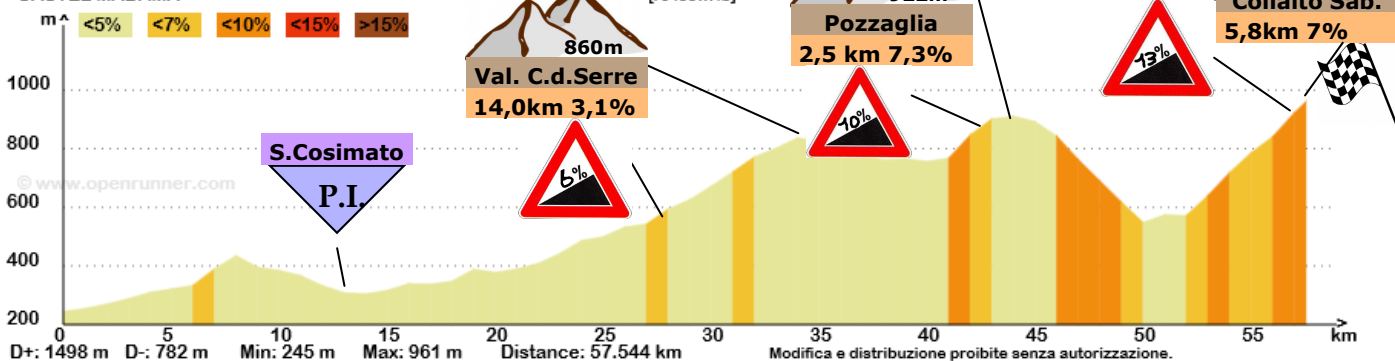 m
<5% <7% <10% <15% >15%
860m
Val. C.d.Serre
14,0km 3,1%
Pozzaglia
2,5 km 7,3%
Collalto Sab.
5,8km 7%
6%
10%
13%
S.Cosimato
P.I.
© www.openrunner.com
1000
800
600
400
200
0 5 10 15 20 25 30 35 40 45 50 55 km
D+: 1498 m D-: 782 m Min: 245 m Max: 961 m Distance: 57.544 km Modifica e distribuzione proibite senza autorizzazione.